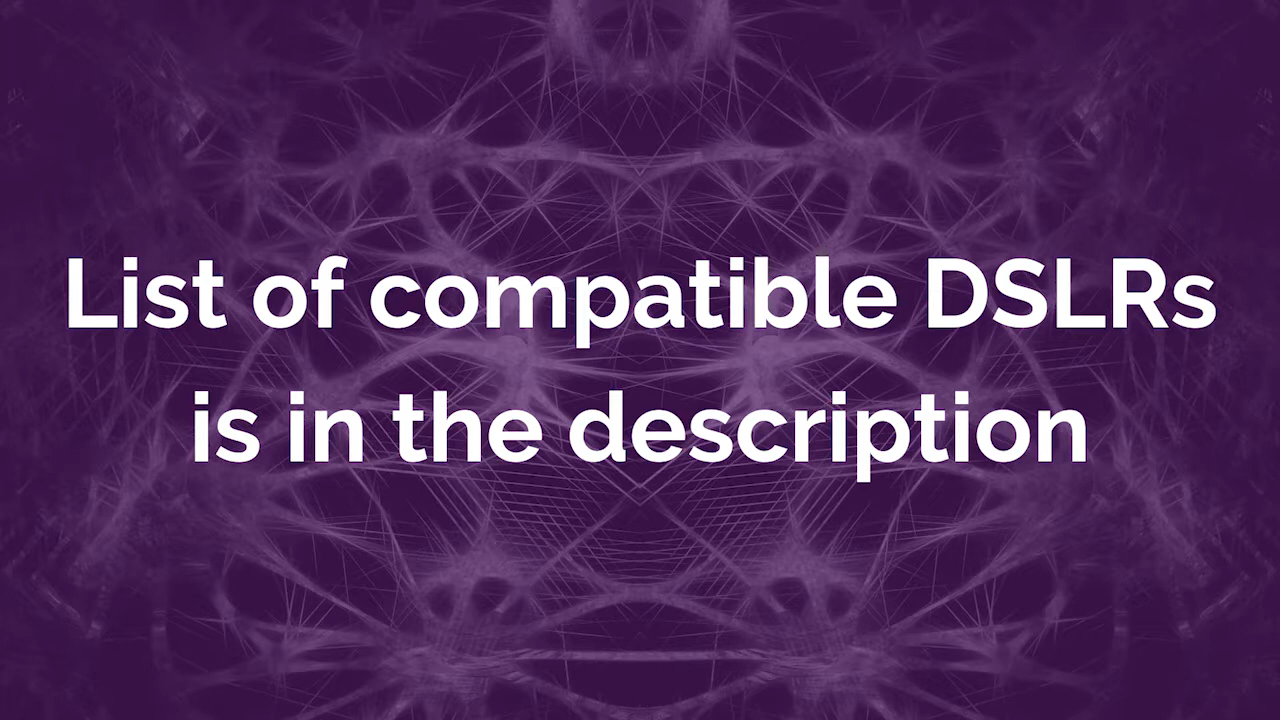 List of compatible DSLRs
is in the description